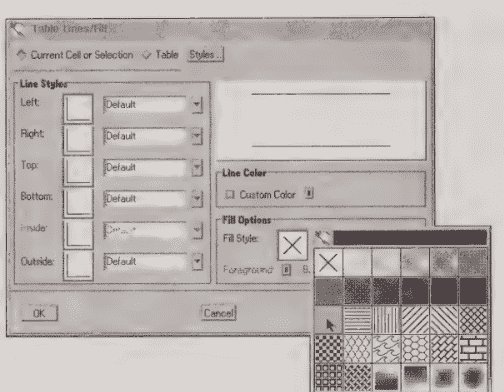 Table Lines/Fill
Current Cell or Selection Table Styles...
Line Styles
Left: Default
Right: Default
Top: Default
Bottom: Default
Inside:
Outside: Default
Line Color
Custom Color
Fill Options
Fill Style:
Foreground: B
OK Cancel